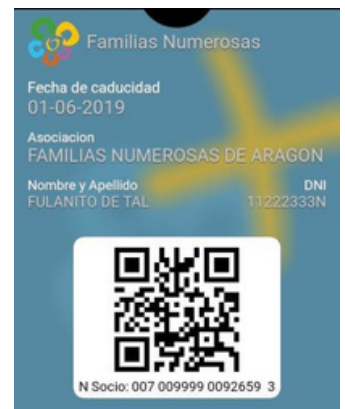 Familias Numerosas
Fecha de caducidad
01-06-2019
Asociacion
FAMILIAS NUMEROSAS DE ARAGON
Nombre y Apellido DNI
FULANITO DE TAL 11222333N
N Socio: 007 009999 0092659 3